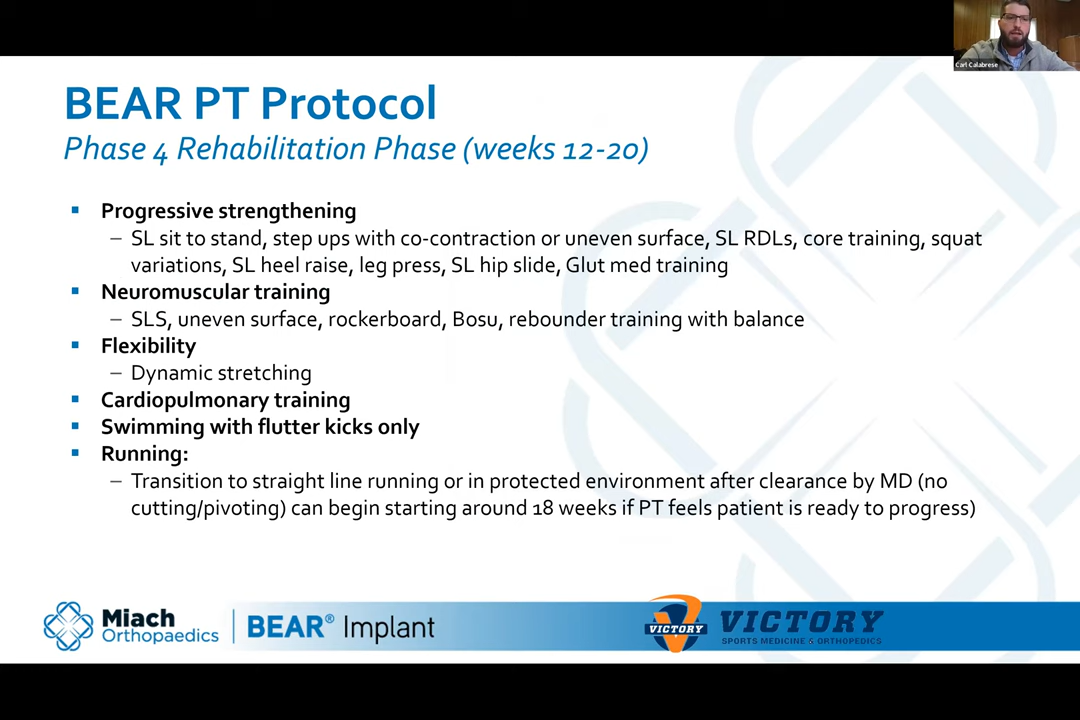 Carl Calabrese
BEAR PT Protocol
Phase 4 Rehabilitation Phase (weeks 12-20)
▪ Progressive strengthening
– SL sit to stand, step ups with co-contraction or uneven surface, SL RDLs, core training, squat
variations, SL heel raise, leg press, SL hip slide, Glut med training
▪ Neuromuscular training
– SLS, uneven surface, rockerboard, Bosu, rebounder training with balance
▪ Flexibility
– Dynamic stretching
▪ Cardiopulmonary training
▪ Swimming with flutter kicks only
▪ Running:
– Transition to straight line running or in protected environment after clearance by MD (no
cutting/pivoting) can begin starting around 18 weeks if PT feels patient is ready to progress)
Miach
Orthopaedics
BEAR® Implant
VICTORY
VICTORY
SPORTS MEDICINE & ORTHOPEDICS